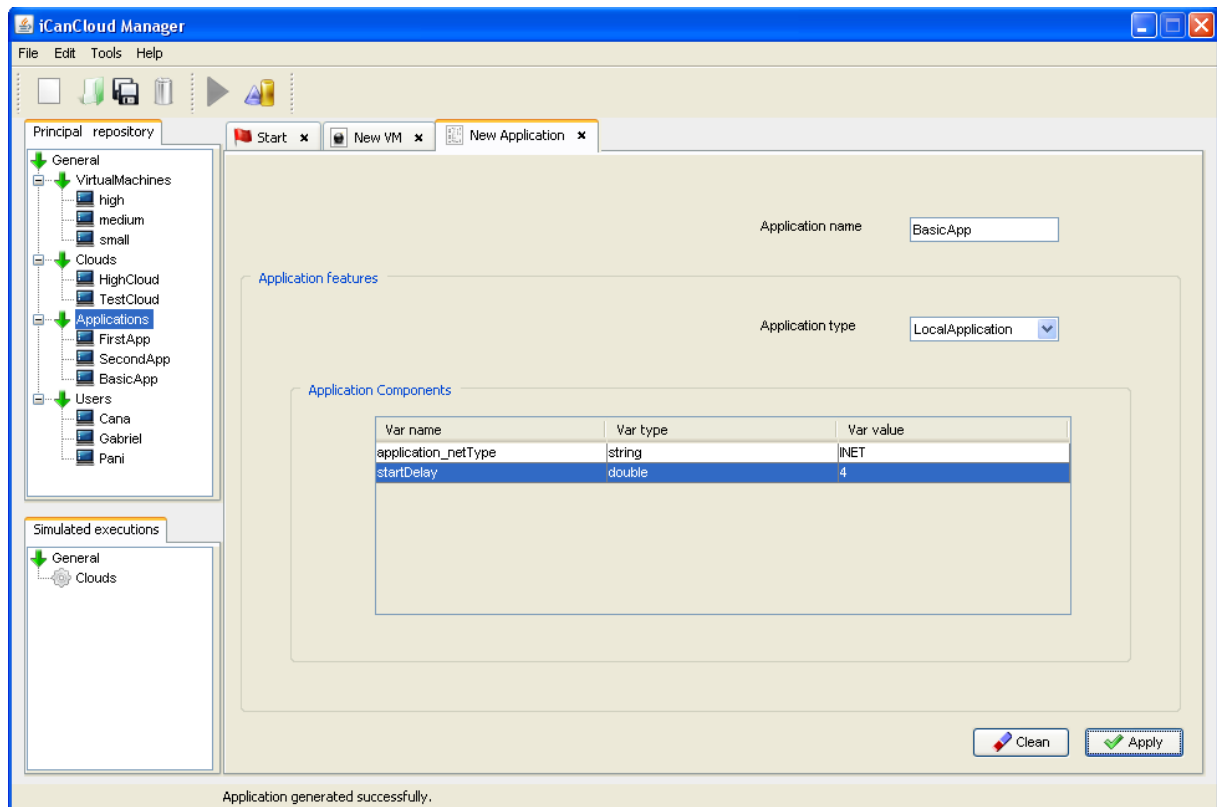 iCanCloud Manager
File Edit Tools Help
Principal repository
General
VirtualMachines
high
medium
small
Clouds
HighCloud
TestCloud
Applications
FirstApp
SecondApp
BasicApp
Users
Cana
Gabriel
Pani
Simulated executions
General
Clouds
Start x New VM x New Application x
Application name BasicApp
Application features
Application type LocalApplication
Application Components
Var name Var type Var value
application_netType string INET
startDelay double 4
Clean Apply
Application generated successfully.